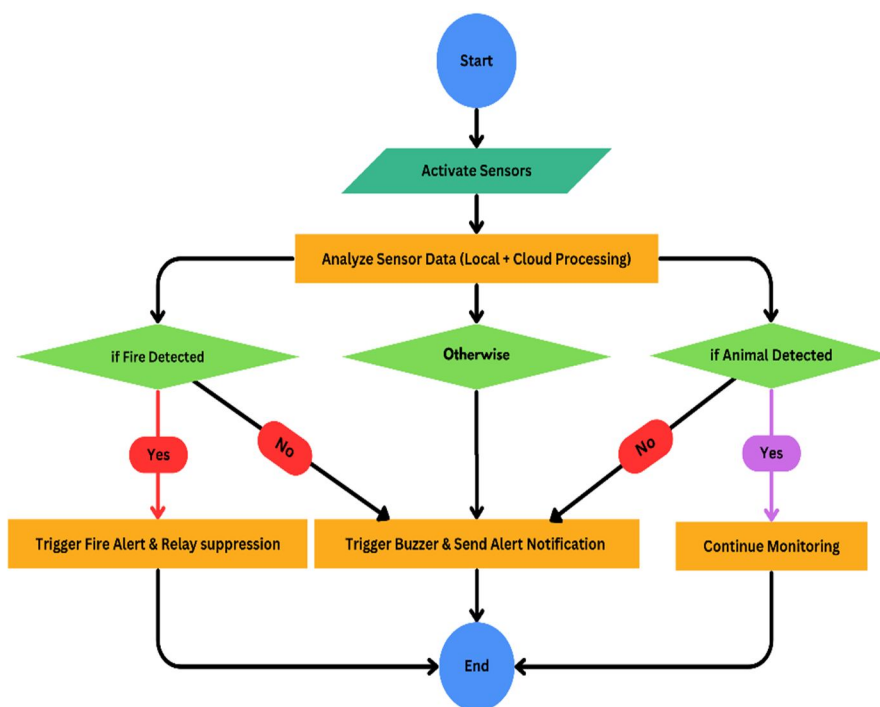 Start
Activate Sensors
Analyze Sensor Data (Local + Cloud Processing)
if Fire Detected
Otherwise
if Animal Detected
Yes
No
No
Yes
Trigger Fire Alert & Relay suppression
Trigger Buzzer & Send Alert Notification
Continue Monitoring
End